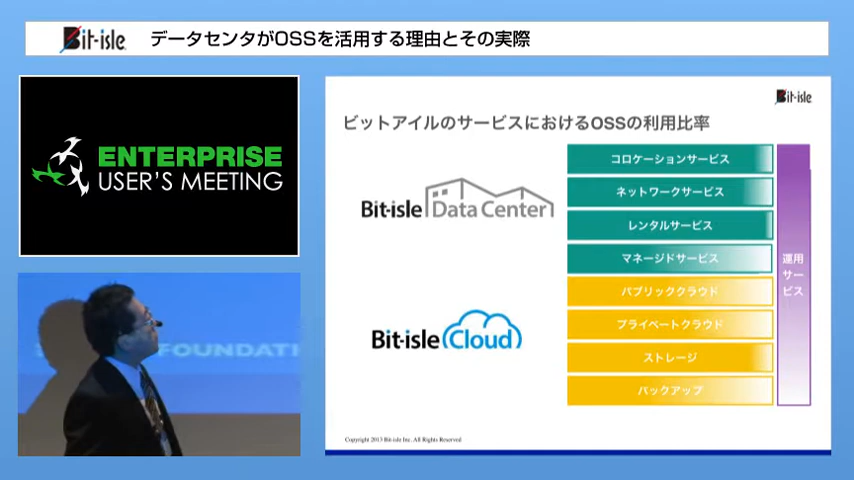 Bit-isle データセンタがOSSを活用する理由とその実際
ENTERPRISE
USER'S MEETING
FOUNDATI
Bit-isle
ビットアイルのサービスにおけるOSSの利用比率
Bit-isle Data Center
コロケーションサービス
ネットワークサービス
レンタルサービス
マネージドサービス
Bit-isle Cloud
パブリッククラウド
プライベートクラウド
ストレージ
バックアップ
運用サービス
Copyright 2013 Bit-isle Inc. All Rights Reserved